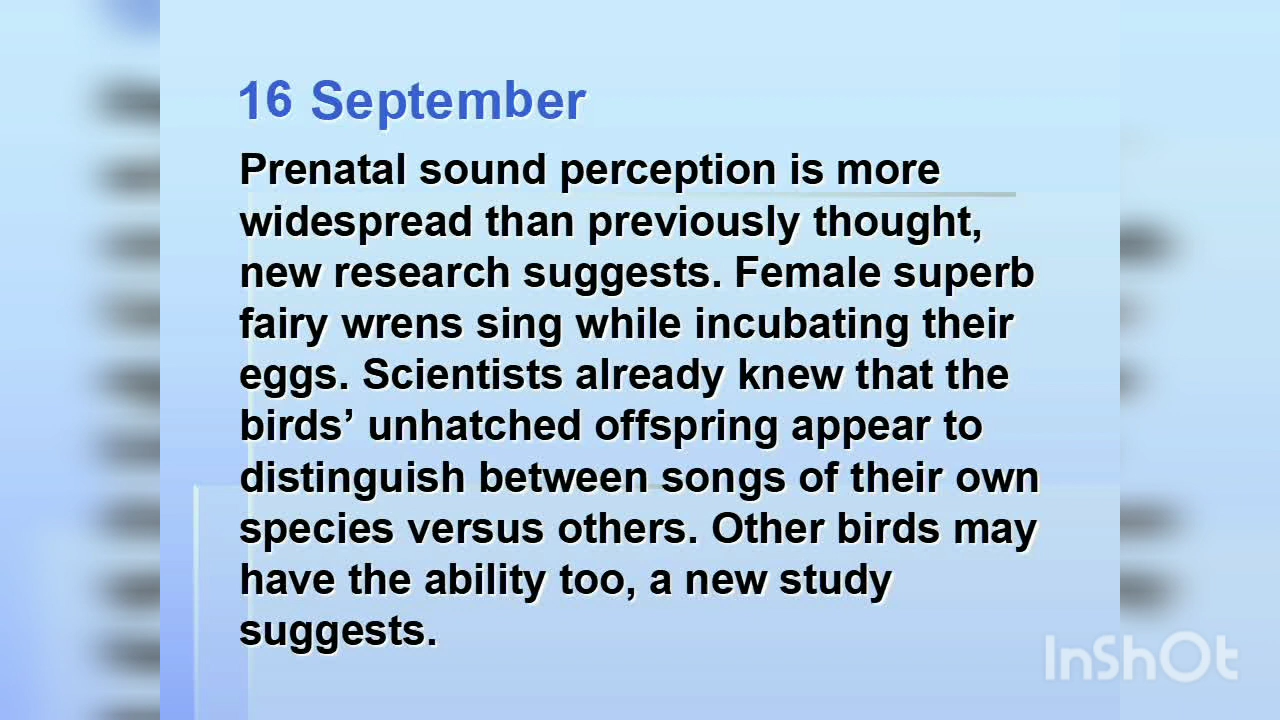 16 September
Prenatal sound perception is more
widespread than previously thought,
new research suggests. Female superb
fairy wrens sing while incubating their
eggs. Scientists already knew that the
birds’ unhatched offspring appear to
distinguish between songs of their own
species versus others. Other birds may
have the ability too, a new study
suggests.
InShOt